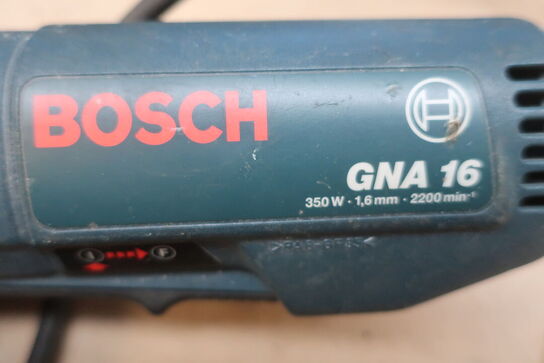 BOSCH
GNA 16
350 W · 1,6 mm · 2200 min⁻¹